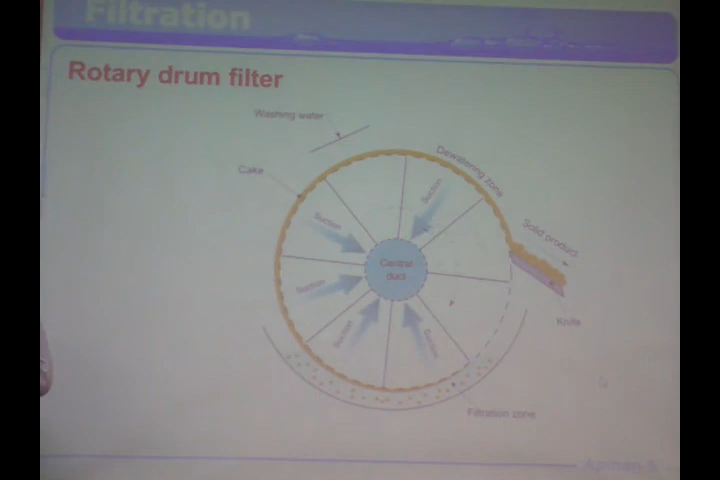 Filtration
Rotary drum filter
Washing water
Cake
Dewatering zone
Suction
Suction
Solid product
Central
duct
Suction
Knife
Suction
Suction
Filtration zone